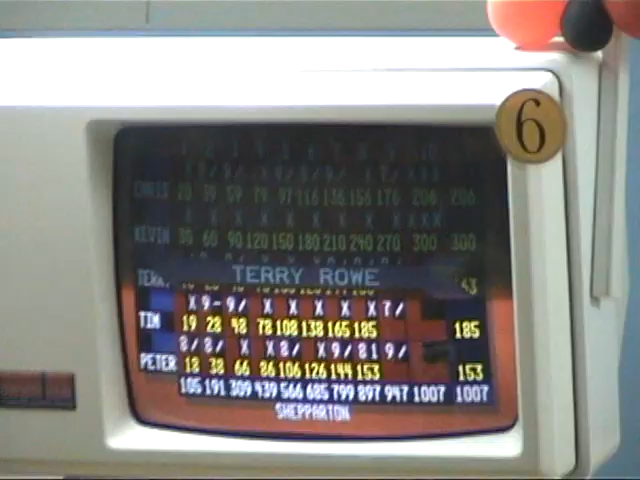 6
CHRIS 20 39 59 79 97 116 136 156 176 206 206
X X X X X X X X X XXXX
KEVIN 30 60 90 120 150 180 210 240 270 300 300
TERRY ROWE
X 9- 9/ X X X X X 7/
TIM 19 28 48 78 108 138 165 185 185
8/ 8/ X X 8/ X 9/ 81 9/
PETER 18 38 66 86 106 126 144 153 153
105 191 309 439 566 685 799 897 947 1007 1007
SHEPPARTON